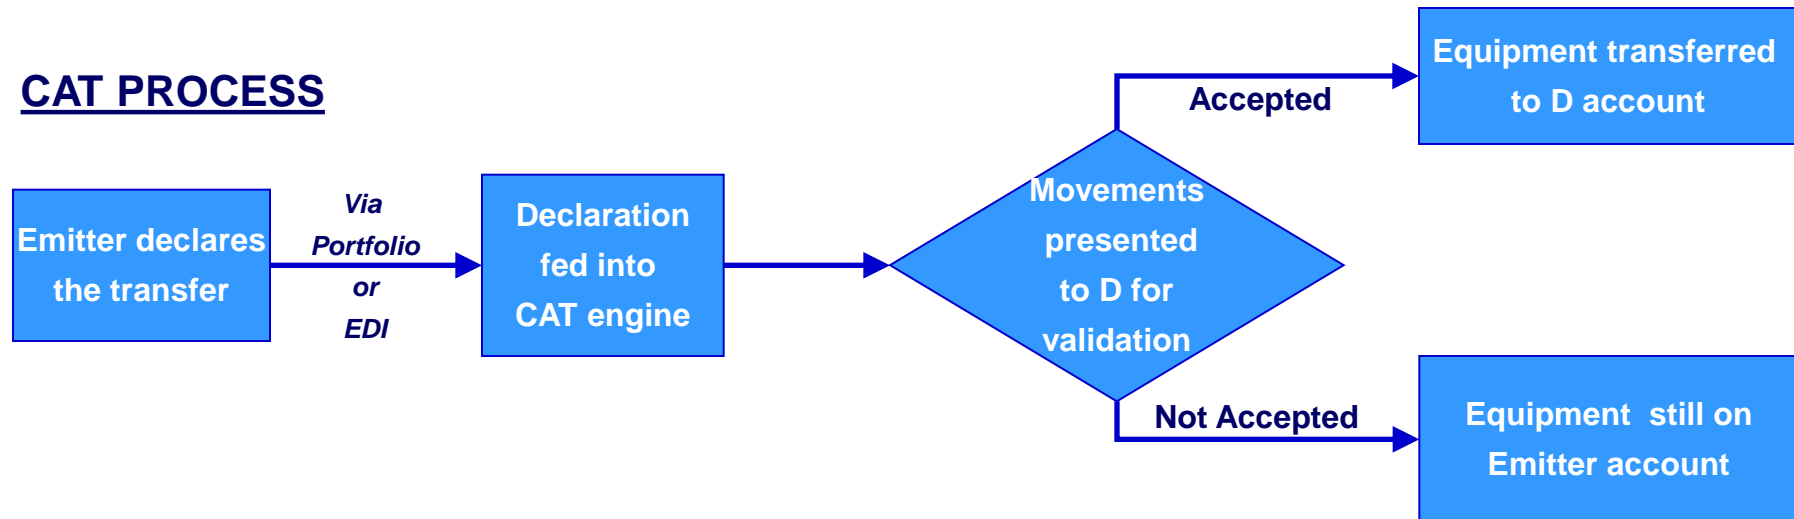 CAT PROCESS
Emitter declares
the transfer
Via
Portfolio
or
EDI
Declaration
fed into
CAT engine
Movements
presented
to D for
validation
Accepted
Equipment transferred
to D account
Not Accepted
Equipment  still on
Emitter account